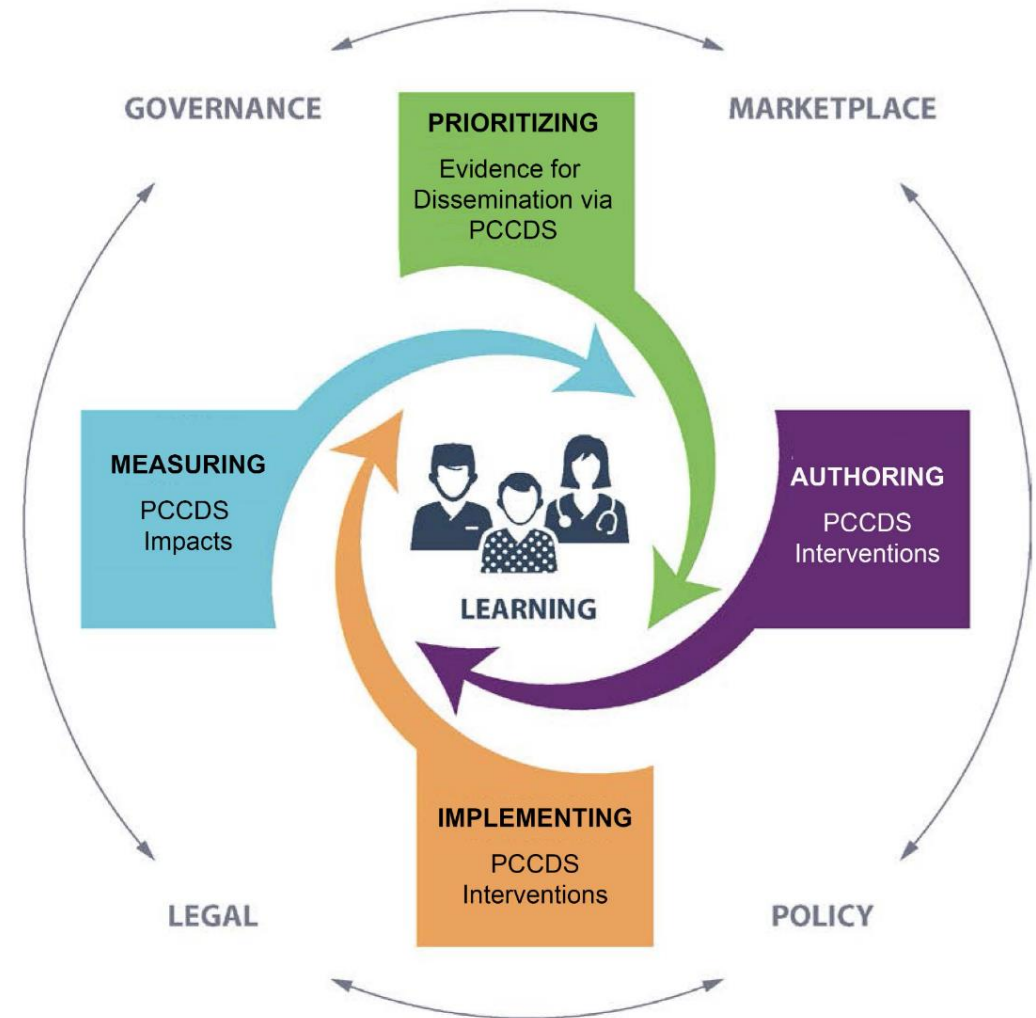 GOVERNANCE
MARKETPLACE
PRIORITIZING
Evidence for
Dissemination via
PCCDS
MEASURING
PCCDS
Impacts
AUTHORING
PCCDS
Interventions
LEARNING
IMPLEMENTING
PCCDS
Interventions
LEGAL
POLICY